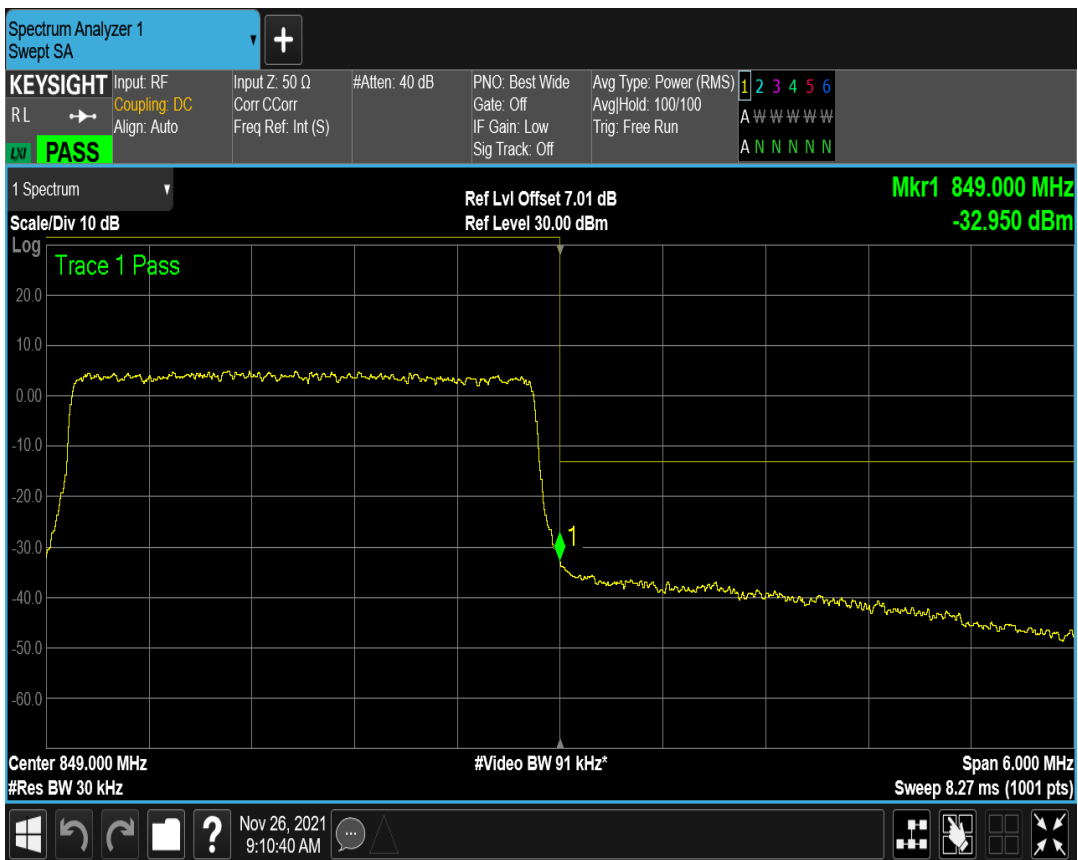 Spectrum Analyzer 1
Swept SA
KEYSIGHT
R L
LXI PASS
Input: RF
Coupling: DC
Align: Auto
Input Z: 50 Ω
Corr CCorr
Freq Ref: Int (S)
#Atten: 40 dB
PNO: Best Wide
Gate: Off
IF Gain: Low
Sig Track: Off
Avg Type: Power (RMS)
Avg|Hold: 100/100
Trig: Free Run
1 2 3 4 5 6
A W W W W W
A N N N N N
1 Spectrum
Scale/Div 10 dB
Ref Lvl Offset 7.01 dB
Ref Level 30.00 dBm
Mkr1 849.000 MHz
-32.950 dBm
Log
Trace 1 Pass
20.0
10.0
0.00
-10.0
-20.0
1
-30.0
-40.0
-50.0
-60.0
Center 849.000 MHz
#Video BW 91 kHz*
Span 6.000 MHz
#Res BW 30 kHz
Sweep 8.27 ms (1001 pts)
?
Nov 26, 2021
9:10:40 AM